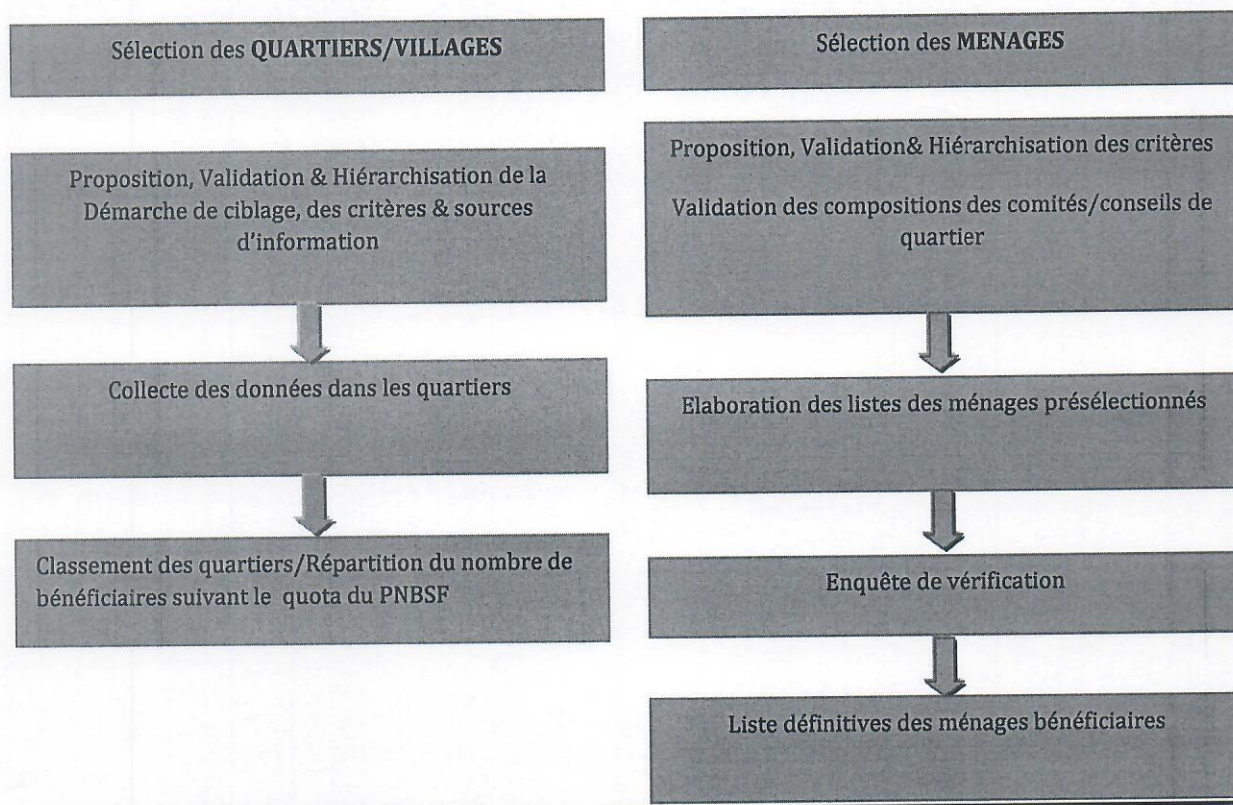 Sélection des QUARTIERS/VILLAGES
Proposition, Validation & Hiérarchisation de la
Démarche de ciblage, des critères & sources
d'information
Collecte des données dans les quartiers
Classement des quartiers/Répartition du nombre de
bénéficiaires suivant le quota du PNBSF
Sélection des MENAGES
Proposition, Validation& Hiérarchisation des critères
Validation des compositions des comités/conseils de
quartier
Elaboration des listes des ménages présélectionnés
Enquête de vérification
Liste définitives des ménages bénéficiaires